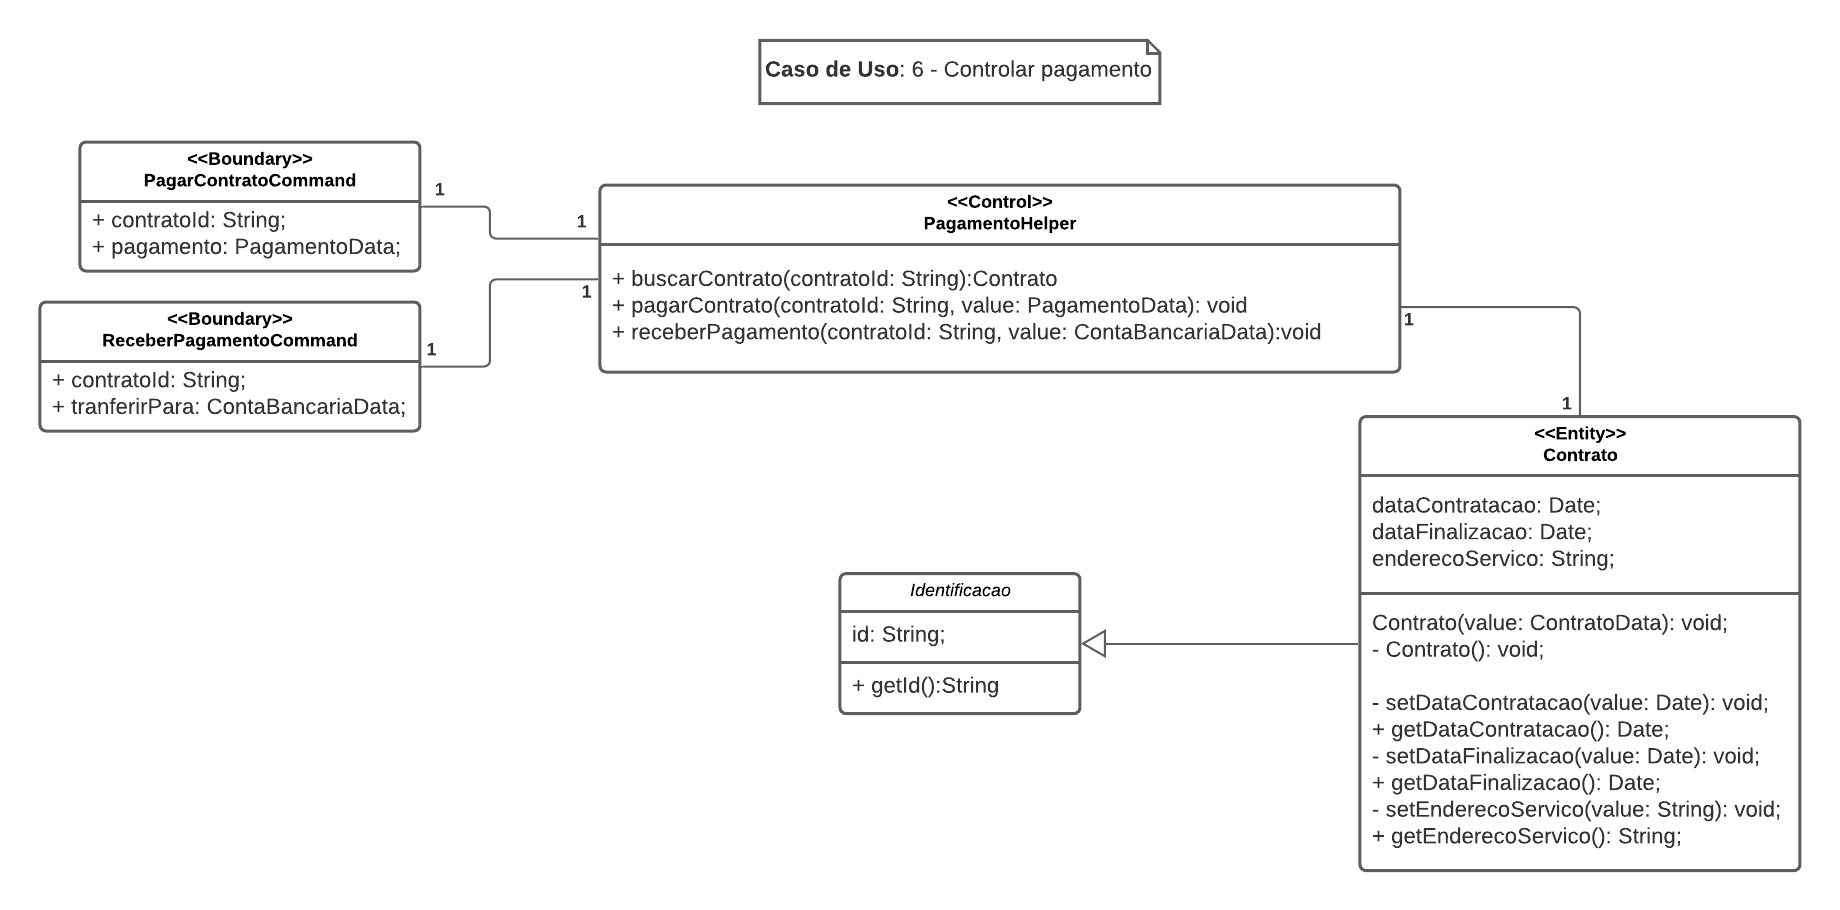 Caso de Uso: 6 - Controlar pagamento
<<Boundary>>
PagarContratoCommand
+ contratoId: String;
+ pagamento: PagamentoData;
1
1
<<Control>>
PagamentoHelper
+ buscarContrato(contratoId: String):Contrato
+ pagarContrato(contratoId: String, value: PagamentoData): void
+ receberPagamento(contratoId: String, value: ContaBancariaData):void
<<Boundary>>
ReceberPagamentoCommand
+ contratoId: String;
+ tranferirPara: ContaBancariaData;
1
1
1
1
<<Entity>>
Contrato
dataContratacao: Date;
dataFinalizacao: Date;
enderecoServico: String;
Contrato(value: ContratoData): void;
- Contrato(): void;
- setDataContratacao(value: Date): void;
+ getDataContratacao(): Date;
- setDataFinalizacao(value: Date): void;
+ getDataFinalizacao(): Date;
- setEnderecoServico(value: String): void;
+ getEnderecoServico(): String;
Identificacao
id: String;
+ getId():String